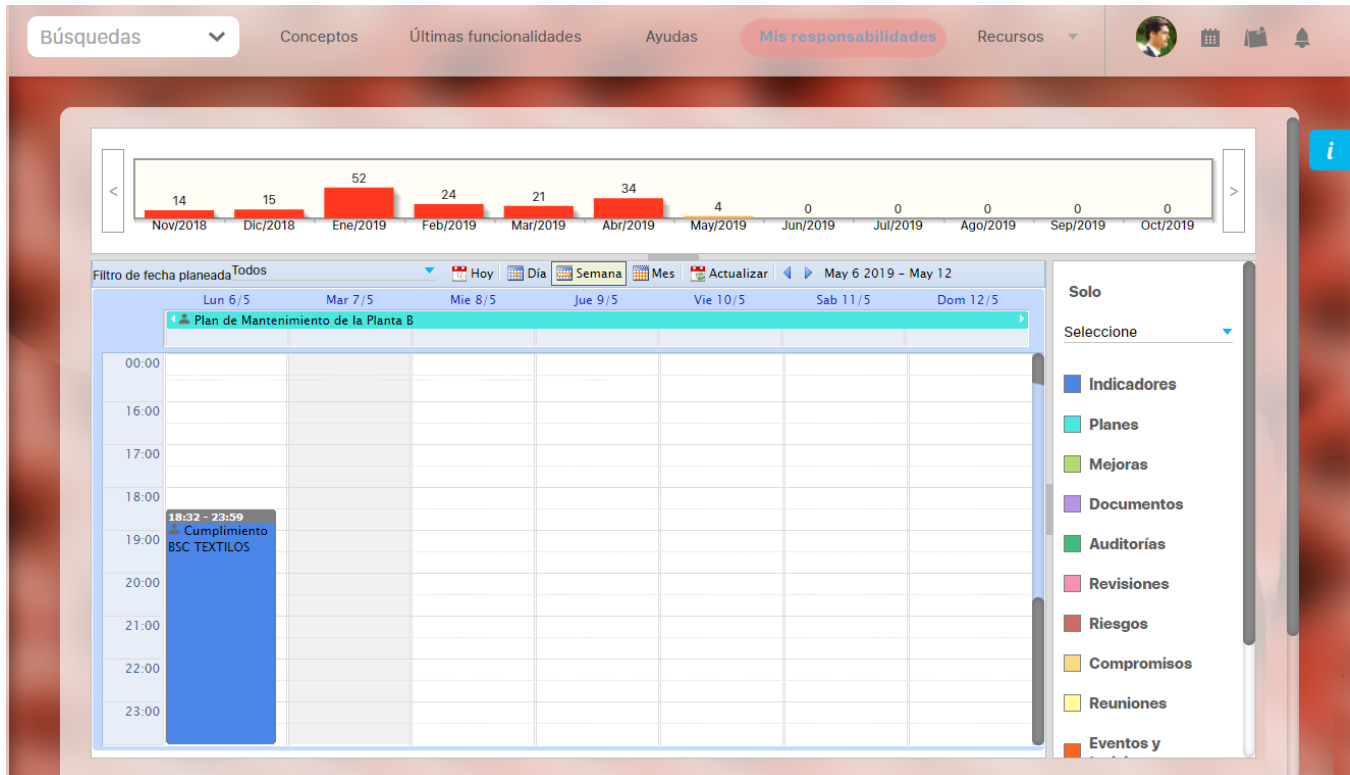 Búsquedas Conceptos Últimas funcionalidades Ayudas Mis responsabilidades Recursos
i
< 14 15 52 24 21 34 4 0 0 0 0 0 >
Nov/2018 Dic/2018 Ene/2019 Feb/2019 Mar/2019 Abr/2019 May/2019 Jun/2019 Jul/2019 Ago/2019 Sep/2019 Oct/2019
Filtro de fecha planeada Todos Hoy Día Semana Mes Actualizar May 6 2019 - May 12
Lun 6/5 Mar 7/5 Mie 8/5 Jue 9/5 Vie 10/5 Sab 11/5 Dom 12/5
Plan de Mantenimiento de la Planta B
00:00
16:00
17:00
18:00
18:32 - 23:59
Cumplimiento
19:00 BSC TEXTILOS
20:00
21:00
22:00
23:00
Solo
Seleccione
Indicadores
Planes
Mejoras
Documentos
Auditorías
Revisiones
Riesgos
Compromisos
Reuniones
Eventos y